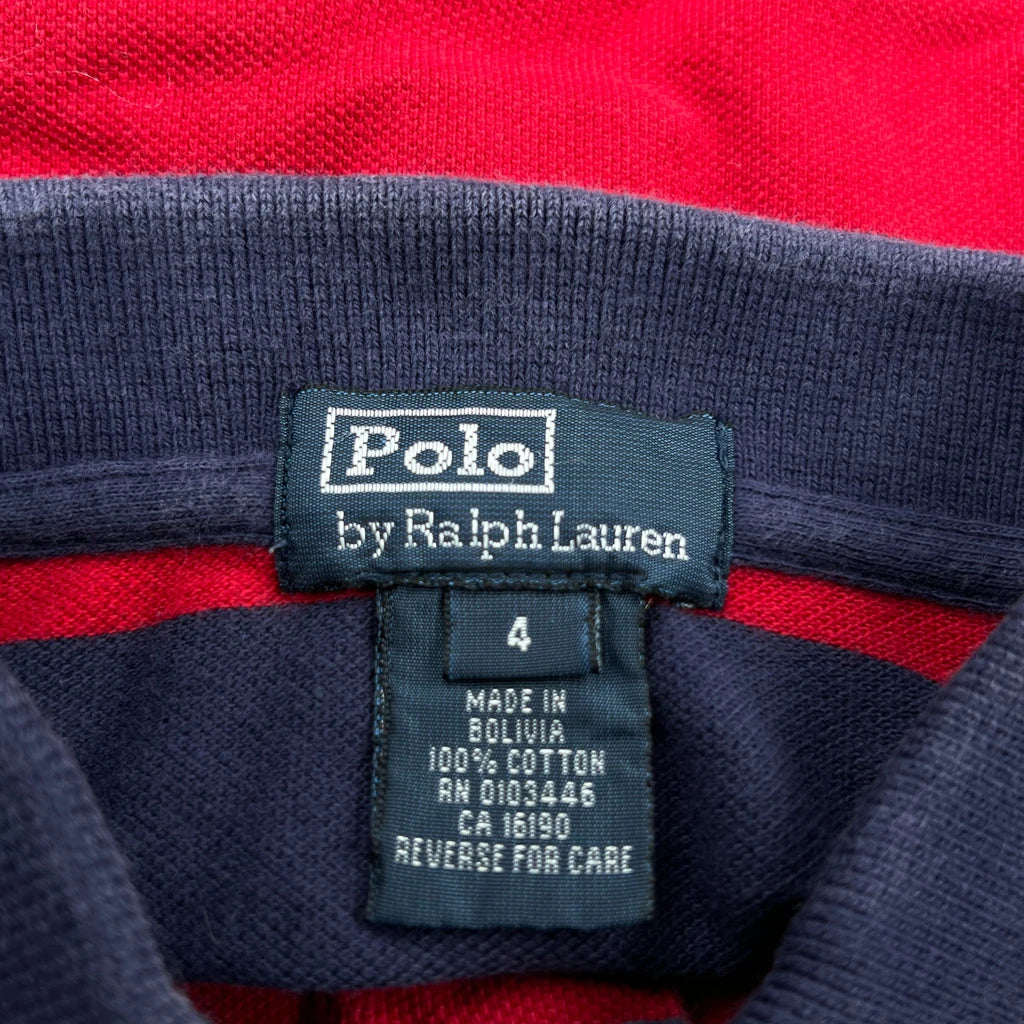 Polo
by Ralph Lauren
4
MADE IN
BOLIVIA
100% COTTON
RN 0103446
CA 16190
REVERSE FOR CARE